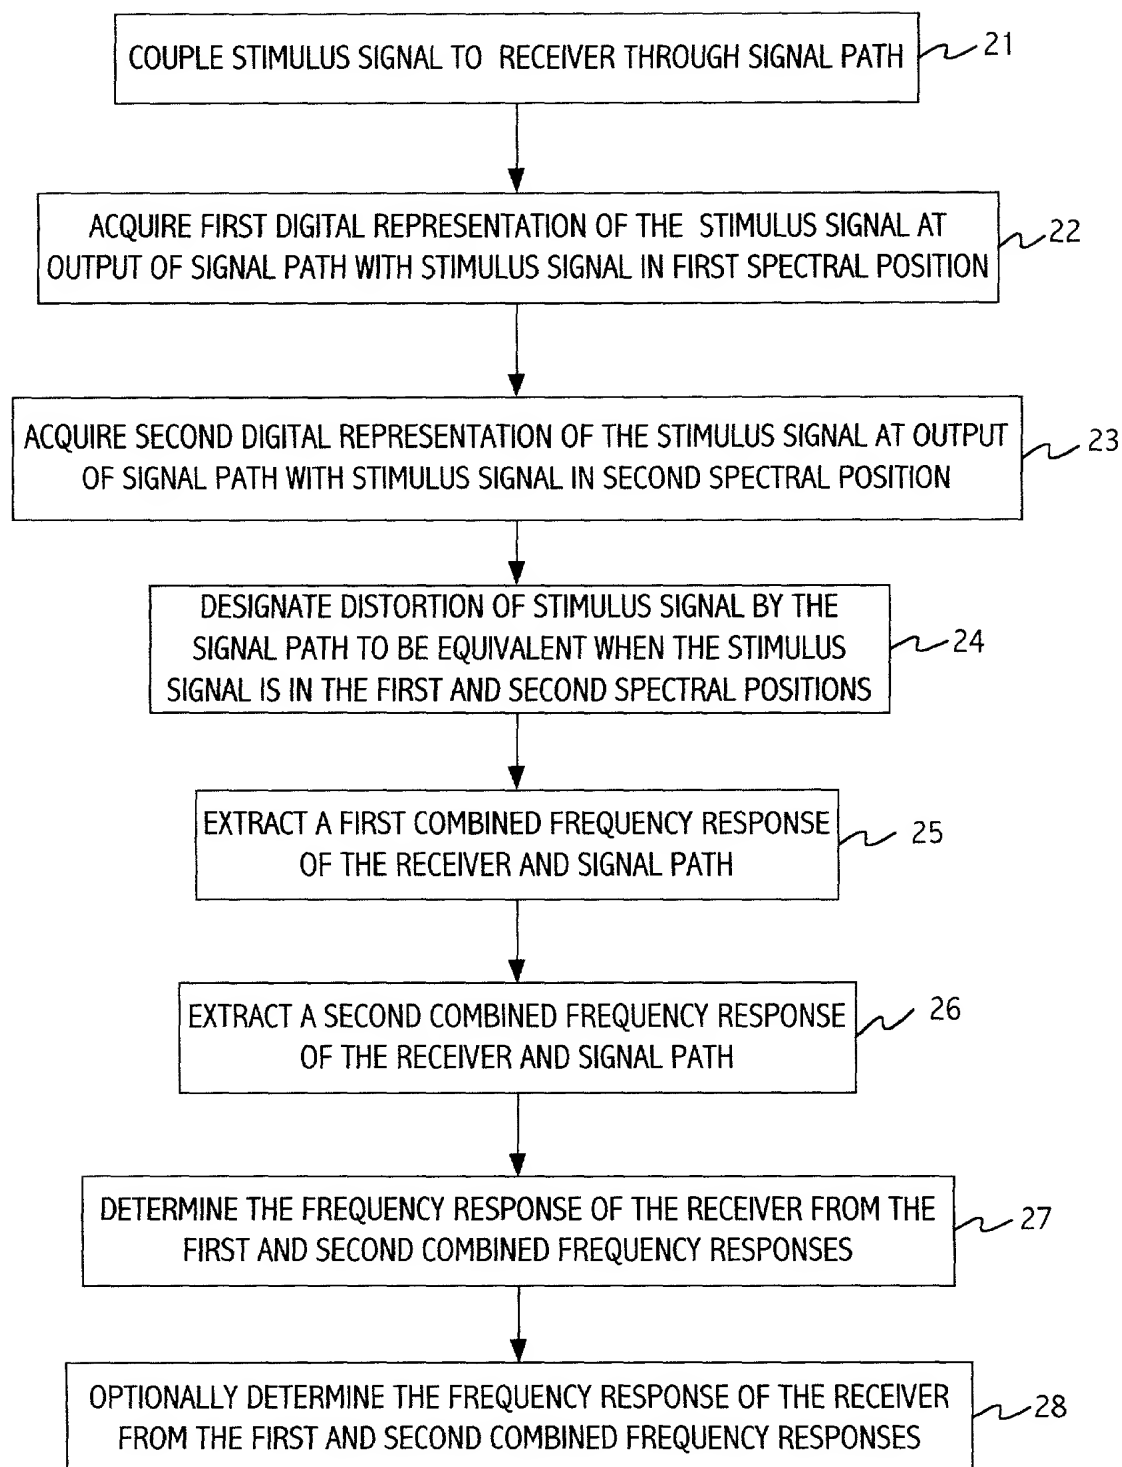 COUPLE STIMULUS SIGNAL TO RECEIVER THROUGH SIGNAL PATH
21
ACQUIRE FIRST DIGITAL REPRESENTATION OF THE STIMULUS SIGNAL AT
OUTPUT OF SIGNAL PATH WITH STIMULUS SIGNAL IN FIRST SPECTRAL POSITION
22
ACQUIRE SECOND DIGITAL REPRESENTATION OF THE STIMULUS SIGNAL AT OUTPUT
OF SIGNAL PATH WITH STIMULUS SIGNAL IN SECOND SPECTRAL POSITION
23
DESIGNATE DISTORTION OF STIMULUS SIGNAL BY THE
SIGNAL PATH TO BE EQUIVALENT WHEN THE STIMULUS
SIGNAL IS IN THE FIRST AND SECOND SPECTRAL POSITIONS
24
EXTRACT A FIRST COMBINED FREQUENCY RESPONSE
OF THE RECEIVER AND SIGNAL PATH
25
EXTRACT A SECOND COMBINED FREQUENCY RESPONSE
OF THE RECEIVER AND SIGNAL PATH
26
DETERMINE THE FREQUENCY RESPONSE OF THE RECEIVER FROM THE
FIRST AND SECOND COMBINED FREQUENCY RESPONSES
27
OPTIONALLY DETERMINE THE FREQUENCY RESPONSE OF THE RECEIVER
FROM THE FIRST AND SECOND COMBINED FREQUENCY RESPONSES
28